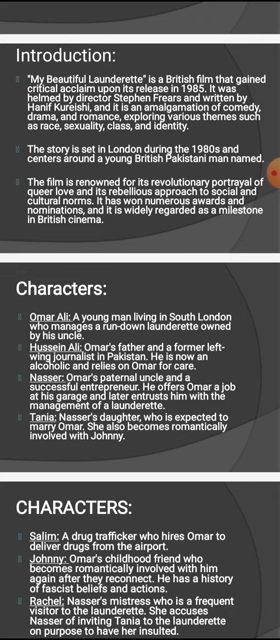 Introduction:
"My Beautiful Launderette" is a British film that gained
critical acclaim upon its release in 1985. It was
helmed by director Stephen Frears and written by
Hanif Kureishi, and it is an amalgamation of comedy,
drama, and romance, exploring various themes such
as race, sexuality, class, and identity.
The story is set in London during the 1980s and
centers around a young British Pakistani man named.
The film is renowned for its revolutionary portrayal of
queer love and its rebellious approach to social and
cultural norms. It has won numerous awards and
nominations, and it is widely regarded as a milestone
in British cinema.
Characters:
Omar Ali: A young man living in South London
who manages a run-down launderette owned
by his uncle.
Hussein Ali: Omar's father and a former left-
wing journalist in Pakistan. He is now an
alcoholic and relies on Omar for care.
Nasser: Omar's paternal uncle and a
successful entrepreneur. He offers Omar a job
at his garage and later entrusts him with the
management of a launderette.
Tania: Nasser's daughter, who is expected to
marry Omar. She also becomes romantically
involved with Johnny.
CHARACTERS:
Salim: A drug trafficker who hires Omar to
deliver drugs from the airport.
Johnny: Omar's childhood friend who
becomes romantically involved with him
again after they reconnect. He has a history
of fascist beliefs and actions.
Rachel: Nasser's mistress who is a frequent
visitor to the launderette. She accuses
Nasser of inviting Tania to the launderette
on purpose to have her insulted.